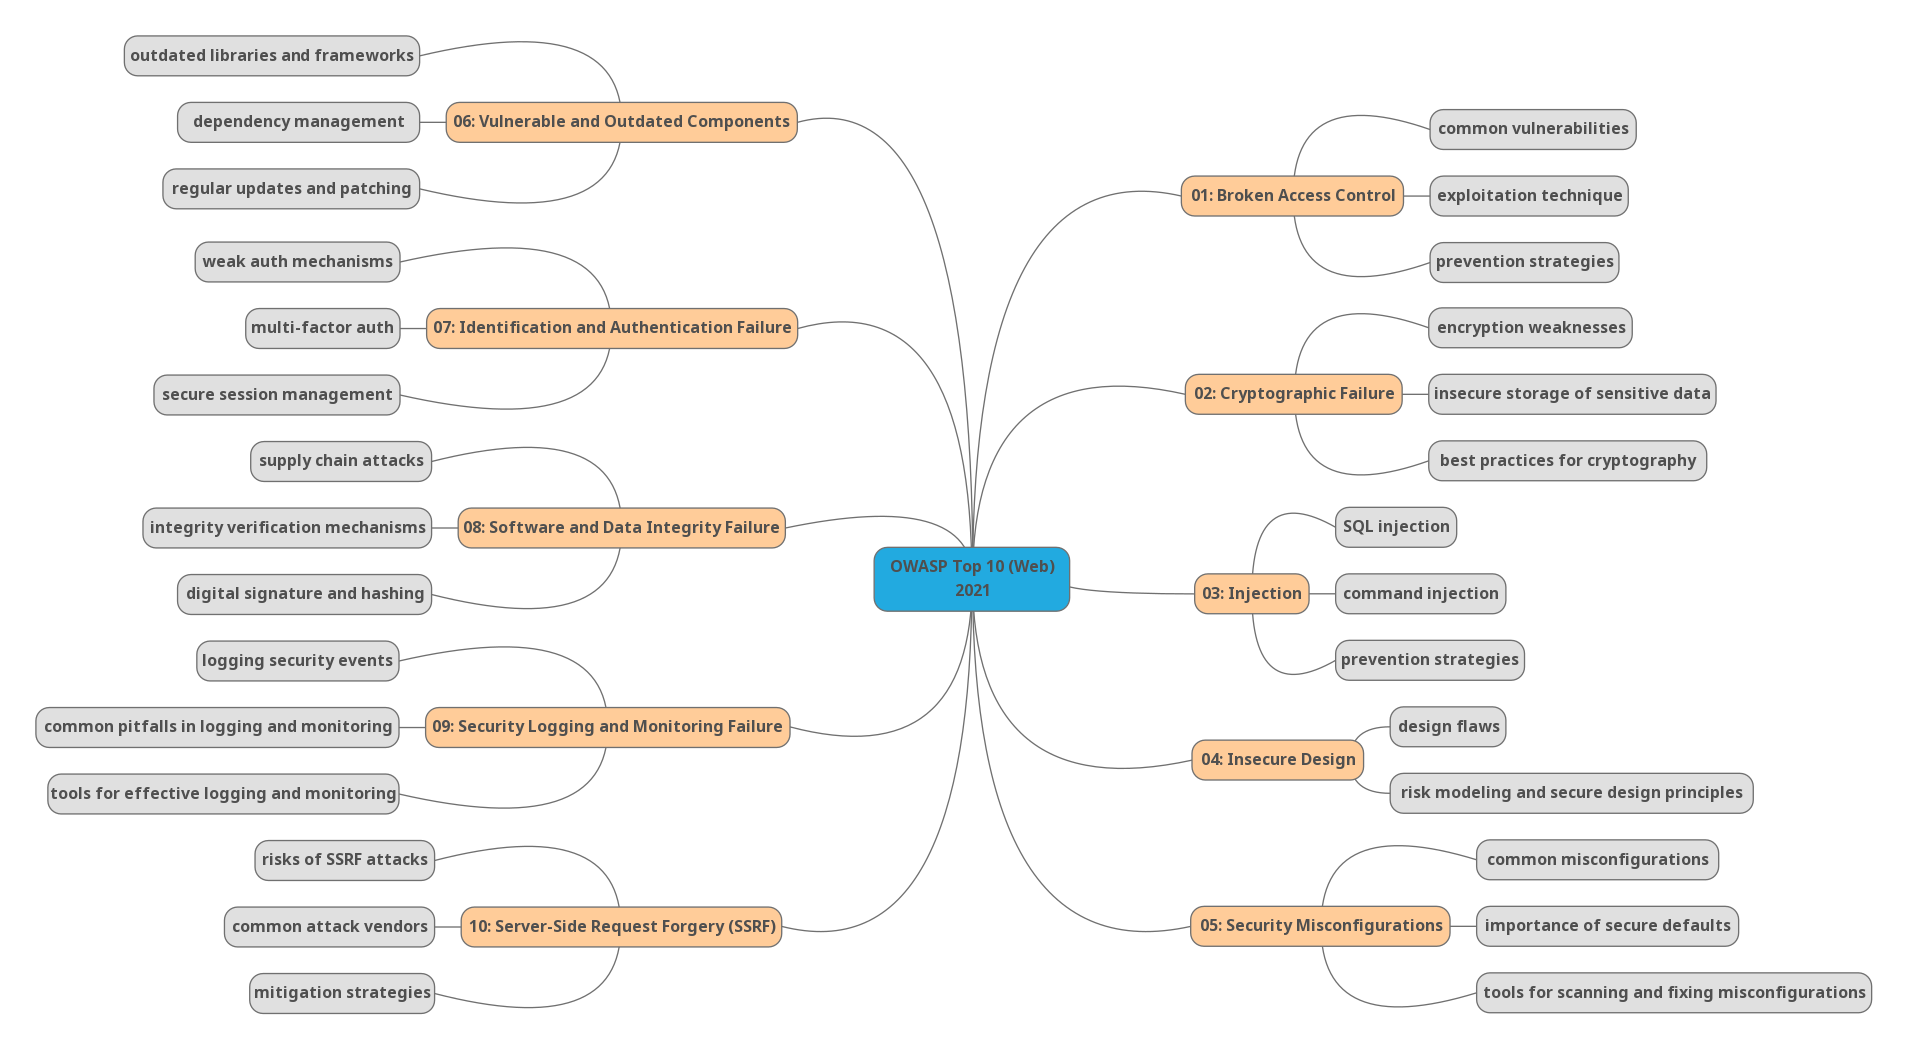 OWASP Top 10 (Web)
2021
01: Broken Access Control
common vulnerabilities
exploitation technique
prevention strategies
02: Cryptographic Failure
encryption weaknesses
insecure storage of sensitive data
best practices for cryptography
03: Injection
SQL injection
command injection
prevention strategies
04: Insecure Design
design flaws
risk modeling and secure design principles
05: Security Misconfigurations
common misconfigurations
importance of secure defaults
tools for scanning and fixing misconfigurations
06: Vulnerable and Outdated Components
outdated libraries and frameworks
dependency management
regular updates and patching
07: Identification and Authentication Failure
weak auth mechanisms
multi-factor auth
secure session management
08: Software and Data Integrity Failure
supply chain attacks
integrity verification mechanisms
digital signature and hashing
09: Security Logging and Monitoring Failure
logging security events
common pitfalls in logging and monitoring
tools for effective logging and monitoring
10: Server-Side Request Forgery (SSRF)
risks of SSRF attacks
common attack vendors
mitigation strategies